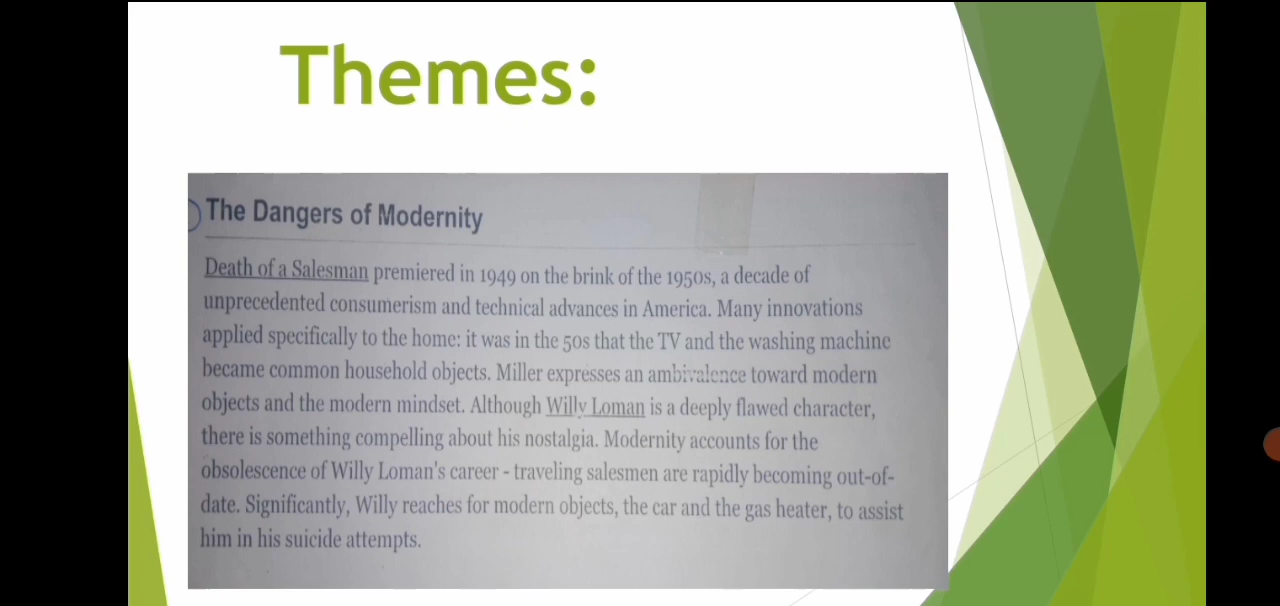 Themes:
The Dangers of Modernity
Death of a Salesman premiered in 1949 on the brink of the 1950s, a decade of
unprecedented consumerism and technical advances in America. Many innovations
applied specifically to the home: it was in the 50s that the TV and the washing machine
became common household objects. Miller expresses an ambivalence toward modern
objects and the modern mindset. Although Willy Loman is a deeply flawed character,
there is something compelling about his nostalgia. Modernity accounts for the
obsolescence of Willy Loman's career - traveling salesmen are rapidly becoming out-of-
date. Significantly, Willy reaches for modern objects, the car and the gas heater, to assist
him in his suicide attempts.